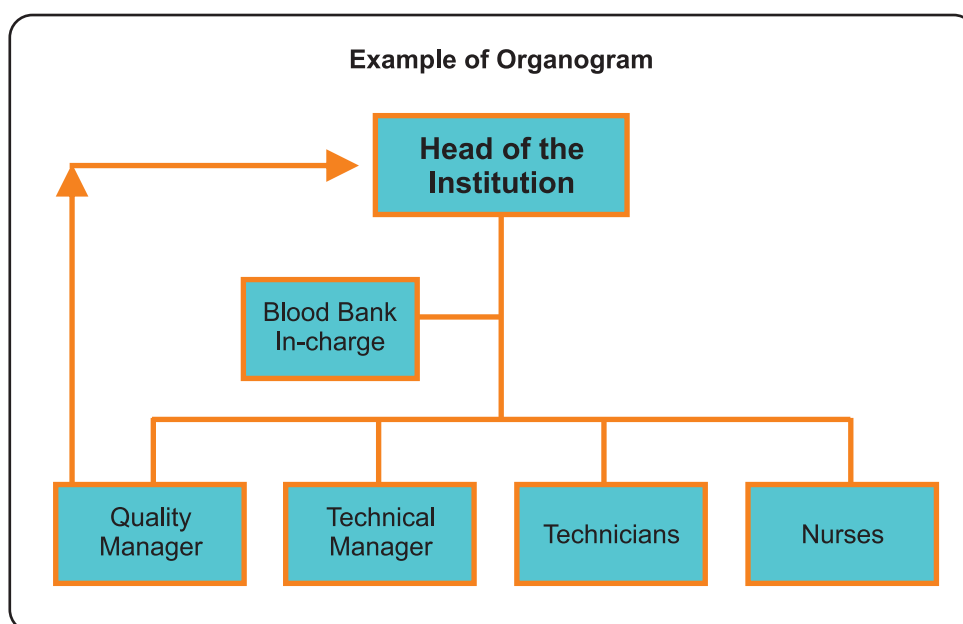 Example of Organogram
Head of the
Institution
Blood Bank
In-charge
Quality
Manager
Technical
Manager
Technicians
Nurses